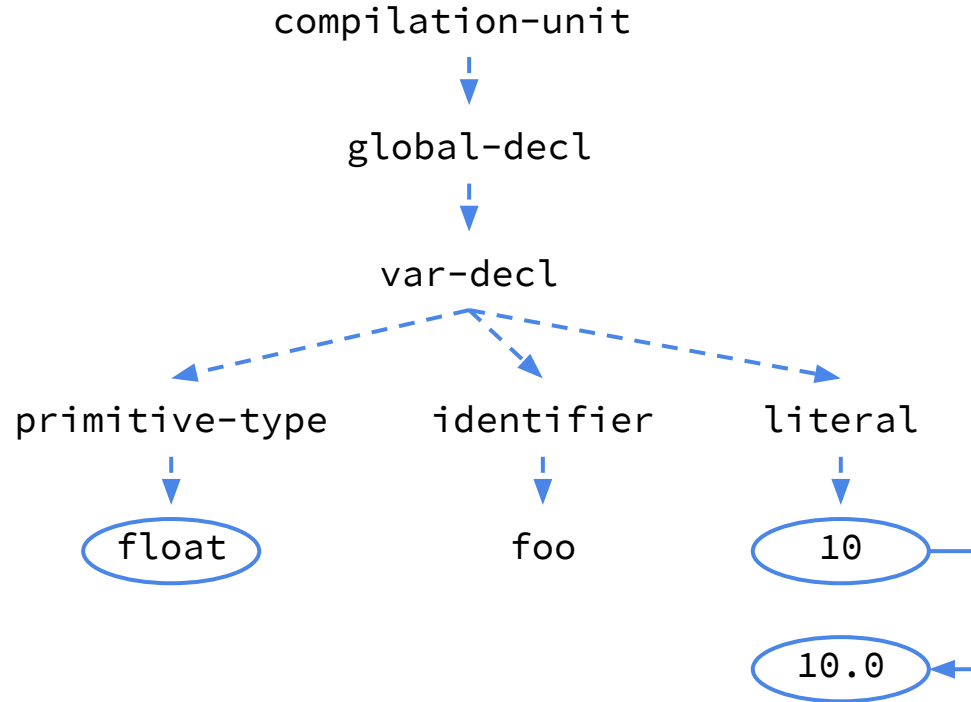 compilation-unit
global-decl
var-decl
primitive-type identifier literal
float foo 10
10.0